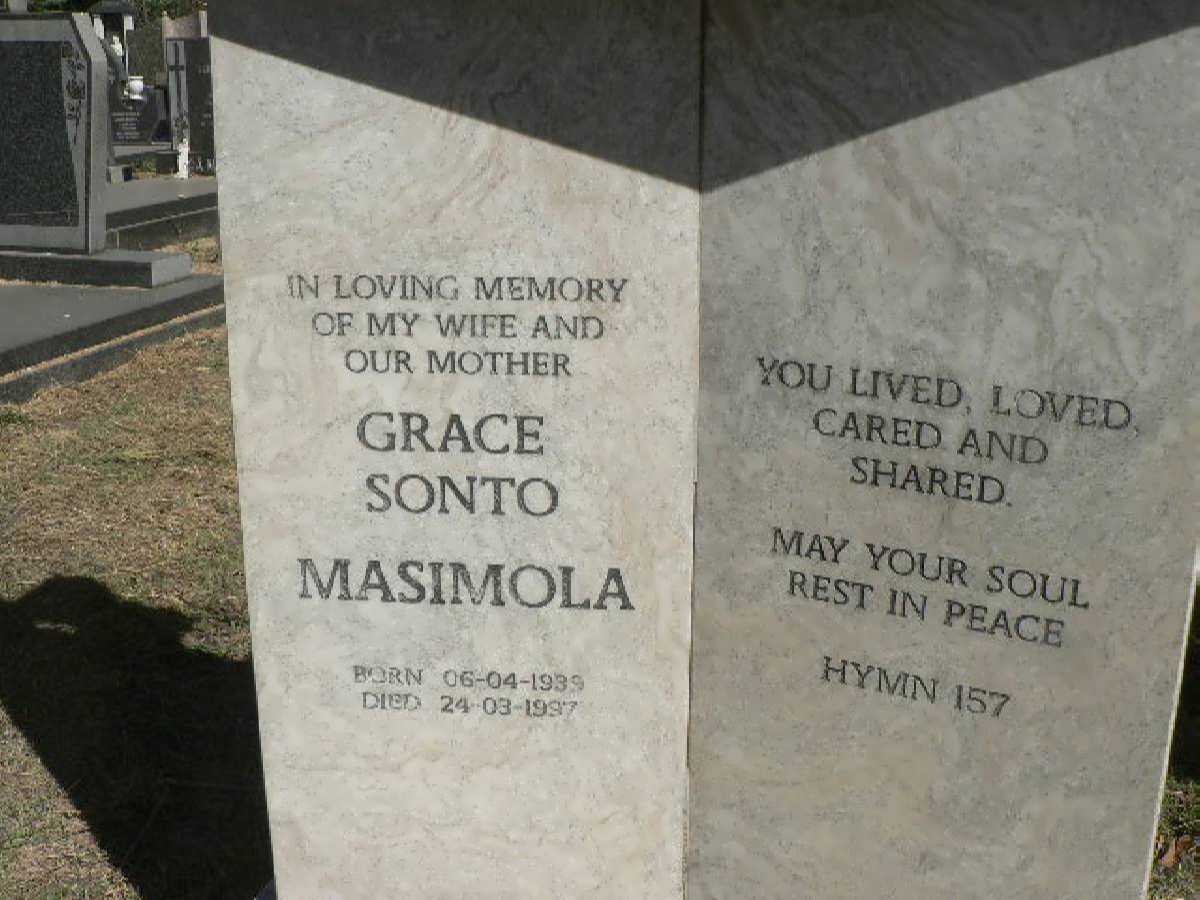 IN LOVING MEMORY
OF MY WIFE AND
OUR MOTHER
GRACE
SONTO
MASIMOLA
BORN 06-04-1939
DIED 24-03-1997
YOU LIVED, LOVED,
CARED AND
SHARED.
MAY YOUR SOUL
REST IN PEACE
HYMN 157